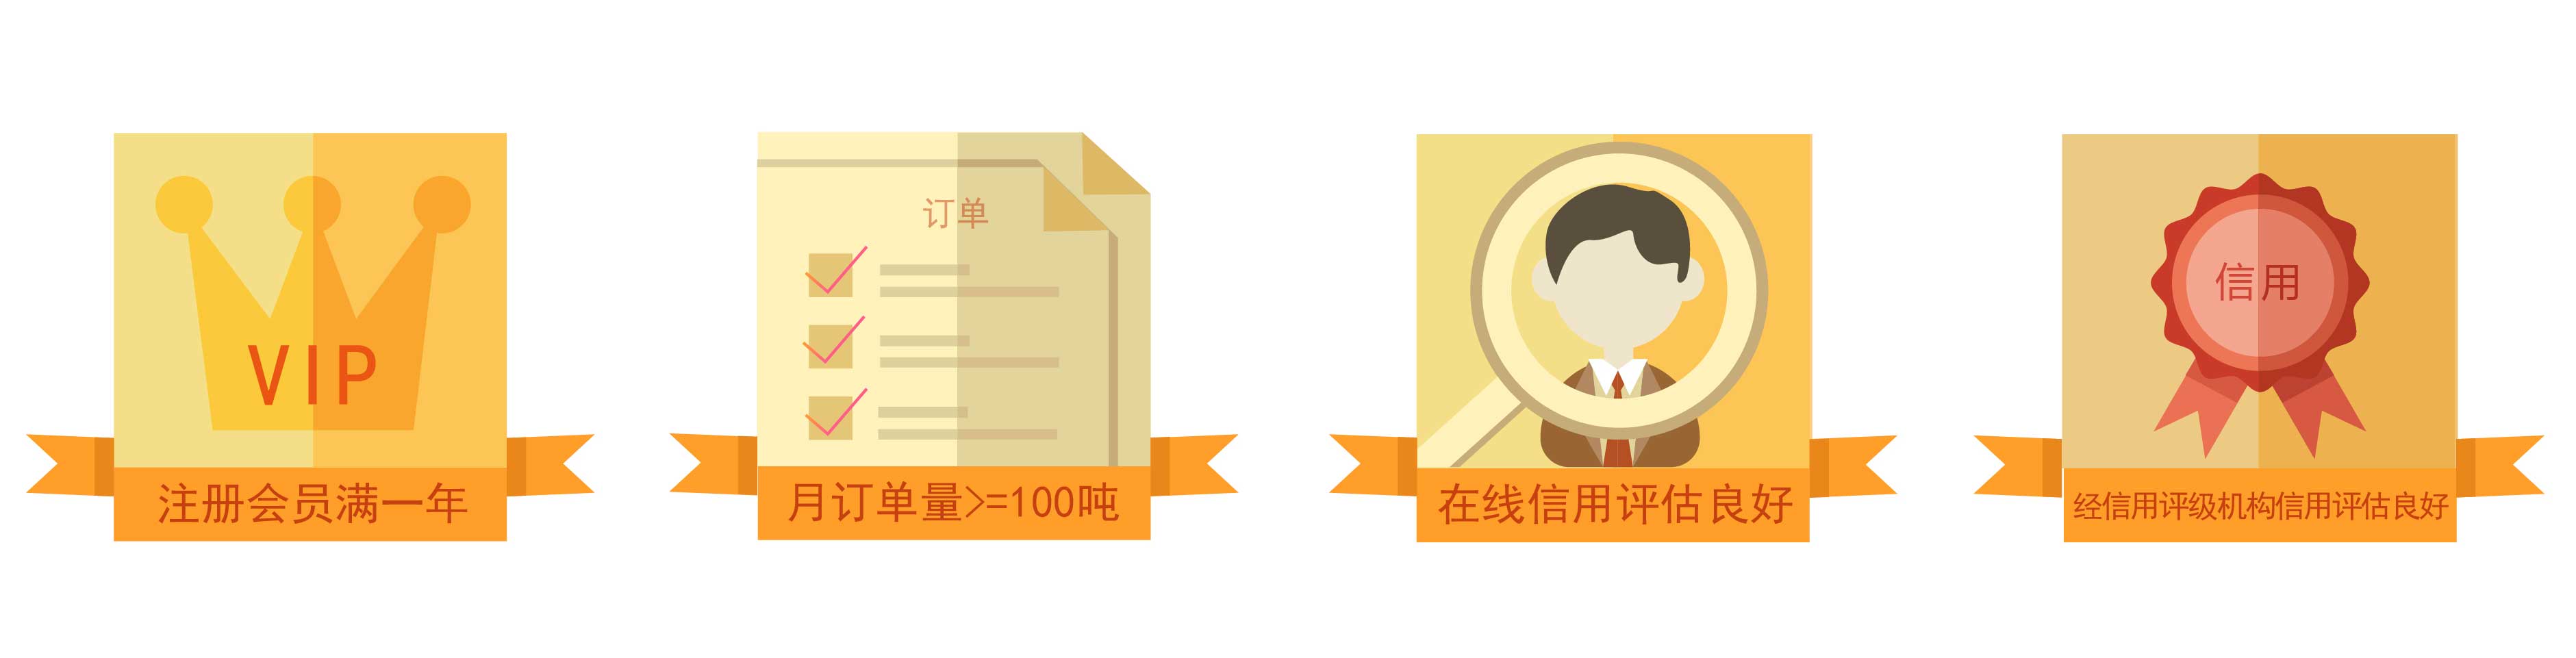 VIP
注册会员满一年
订单
月订单量>=100吨
在线信用评估良好
信用
经信用评级机构信用评估良好